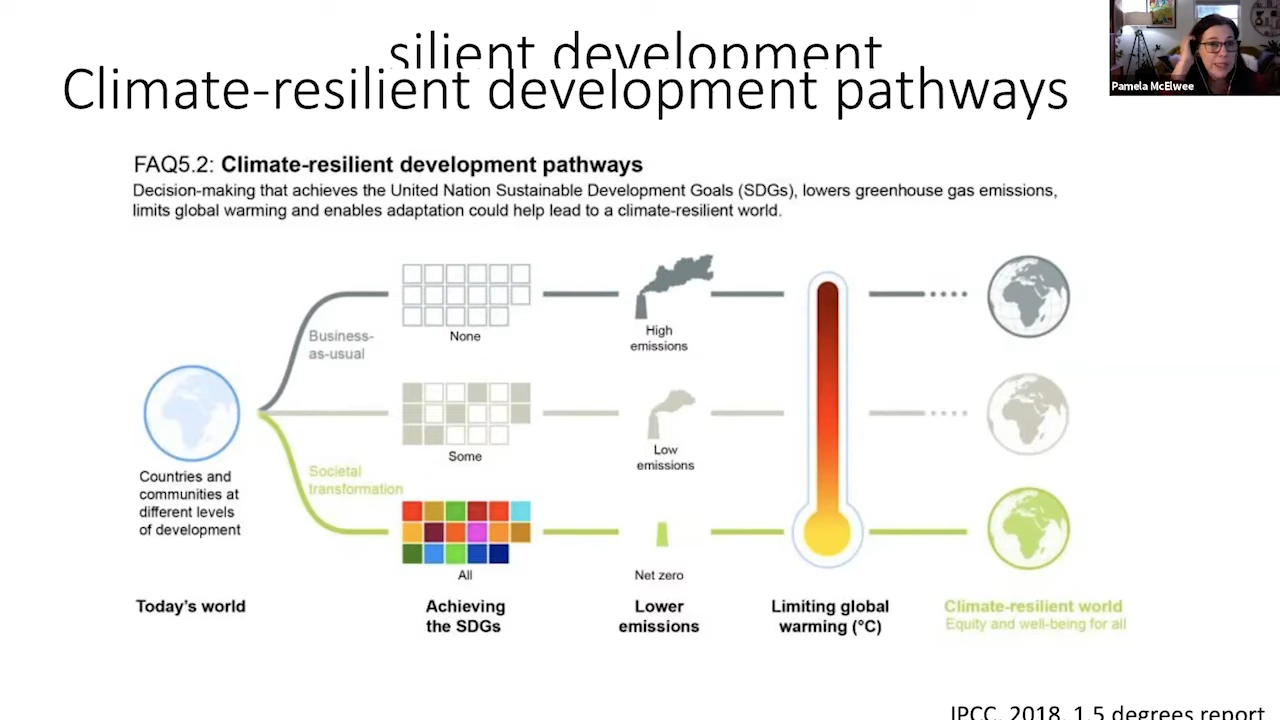 silient development
Climate-resilient development pathways
Pamela McElwee
FAQ5.2: Climate-resilient development pathways
Decision-making that achieves the United Nation Sustainable Development Goals (SDGs), lowers greenhouse gas emissions,
limits global warming and enables adaptation could help lead to a climate-resilient world.
Business-
as-usual
None
High
emissions
Some
Low
emissions
Societal
transformation
Countries and
communities at
different levels
of development
All
Net zero
Today's world
Achieving
the SDGs
Lower
emissions
Limiting global
warming (°C)
Climate-resilient world
Equity and well-being for all
IPCC, 2018, 1.5 degrees report